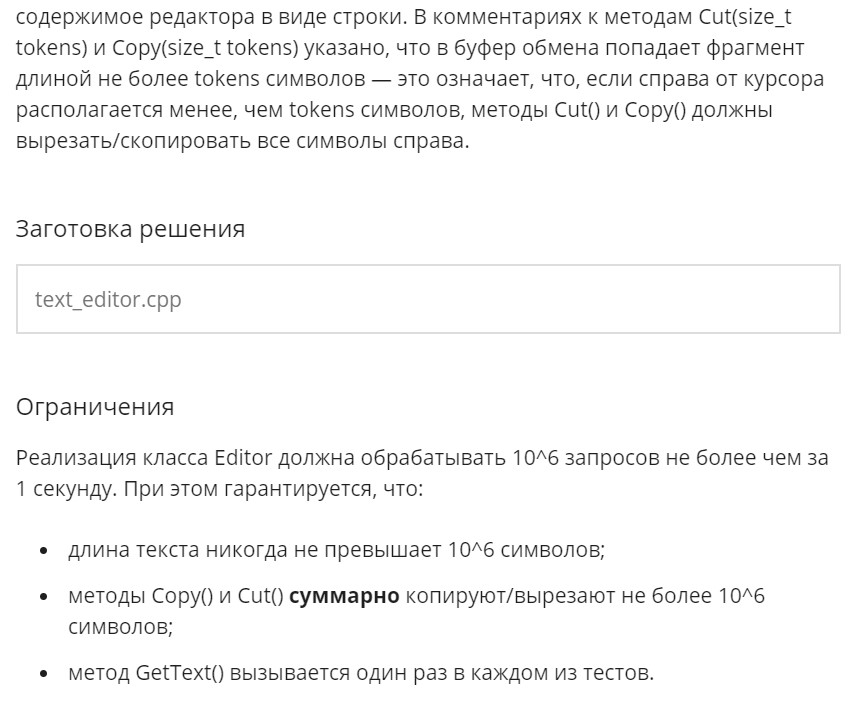 содержимое редактора в виде строки. В комментариях к методам Cut(size_t
tokens) и Copy(size_t tokens) указано, что в буфер обмена попадает фрагмент
длиной не более tokens символов — это означает, что, если справа от курсора
располагается менее, чем tokens символов, методы Cut() и Copy() должны
вырезать/скопировать все символы справа.
Заготовка решения
text_editor.cpp
Ограничения
Реализация класса Editor должна обрабатывать 10^6 запросов не более чем за
1 секунду. При этом гарантируется, что:
• длина текста никогда не превышает 10^6 символов;
• методы Copy() и Cut() суммарно копируют/вырезают не более 10^6
символов;
• метод GetText() вызывается один раз в каждом из тестов.